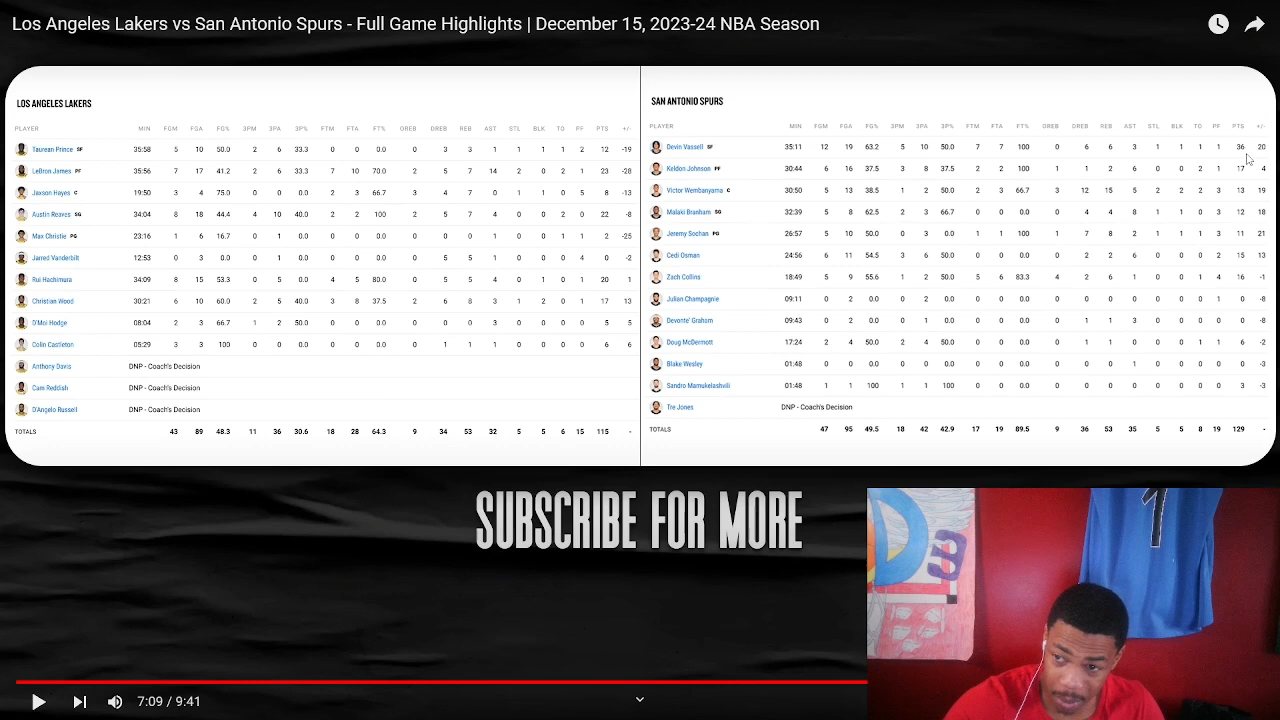 Los Angeles Lakers vs San Antonio Spurs - Full Game Highlights | December 15, 2023-24 NBA Season
LOS ANGELES LAKERS
PLAYER MIN FGM FGA FG% 3PM 3PA 3P% FTM FTA FT% OREB DREB REB AST STL BLK TO PF PTS +/-
Taurean Prince SF 35:58 5 10 50.0 2 6 33.3 0 0 0.0 0 3 3 1 1 1 1 2 12 -19
LeBron James PF 35:56 7 17 41.2 2 6 33.3 7 10 70.0 2 5 7 14 2 0 2 1 23 -28
Jaxson Hayes C 19:50 3 4 75.0 0 0 0.0 2 3 66.7 4 3 7 1 0 0 0 5 8 -13
Austin Reaves SG 34:04 8 18 44.4 4 10 40.0 2 2 100 2 5 7 4 0 0 2 0 22 -8
Max Christie PG 23:16 1 6 16.7 0 1 0.0 0 0 0.0 0 1 1 2 0 1 1 1 2 -25
Jarred Vanderbilt 12:53 0 3 0.0 0 1 0.0 0 0 0.0 0 5 5 1 0 0 0 4 0 -2
Rui Hachimura 34:09 8 15 53.3 0 5 0.0 4 5 80.0 0 5 5 4 0 1 0 1 20 1
Christian Wood 30:21 6 10 60.0 2 5 40.0 3 8 37.5 2 6 8 3 1 2 0 1 17 13
D'Moi Hodge 08:04 2 3 66.7 1 2 50.0 0 0 0.0 0 0 0 1 0 0 0 0 5 5
Colin Castleton 05:29 3 3 100 0 0 0.0 0 0 0.0 0 1 1 1 0 0 0 0 6 6
Anthony Davis DNP - Coach's Decision
Cam Reddish DNP - Coach's Decision
D'Angelo Russell DNP - Coach's Decision
TOTALS 43 89 48.3 11 36 30.6 18 28 64.3 9 34 53 32 5 5 6 15 115 -
SAN ANTONIO SPURS
PLAYER MIN FGM FGA FG% 3PM 3PA 3P% FTM FTA FT% OREB DREB REB AST STL BLK TO PF PTS +/-
Devin Vassell SF 35:11 12 19 63.2 5 10 50.0 7 7 100 0 6 6 5 1 1 1 1 36 20
Keldon Johnson PF 30:44 6 16 37.5 3 8 37.5 2 2 100 1 1 2 6 0 0 2 1 17 4
Victor Wembanyama C 30:50 5 13 38.5 1 2 50.0 2 3 66.7 3 12 15 3 2 2 2 3 13 19
Malaki Branham SG 32:39 5 8 62.5 2 3 66.7 0 0 0.0 0 4 4 8 1 1 0 3 12 18
Jeremy Sochan PG 26:57 5 10 50.0 0 3 0.0 1 1 100 1 7 8 2 1 1 1 3 11 21
Cedi Osman 24:56 6 11 54.5 3 6 50.0 0 0 0.0 0 2 2 6 0 0 0 2 15 13
Zach Collins 18:49 5 9 55.6 1 2 50.0 5 6 83.3 4 2 6 1 0 0 1 4 16 -1
Julian Champagnie 09:11 0 2 0.0 0 2 0.0 0 0 0.0 0 0 0 0 0 0 0 1 0 -8
Devonte' Graham 09:43 0 2 0.0 0 1 0.0 0 0 0.0 0 1 1 3 0 0 0 0 0 -8
Doug McDermott 17:24 2 4 50.0 2 4 50.0 0 0 0.0 0 1 1 0 0 0 1 1 6 -2
Blake Wesley 01:48 0 0 0.0 0 0 0.0 0 0 0.0 0 0 0 1 0 0 0 0 0 -3
Sandro Mamukelashvili 01:48 1 1 100 1 1 100 0 0 0.0 0 0 0 0 0 0 0 0 3 -3
Tre Jones DNP - Coach's Decision
TOTALS 47 95 49.5 18 42 42.9 17 19 89.5 9 36 53 35 5 5 8 19 129 -
SUBSCRIBE FOR MORE
7:09 / 9:41